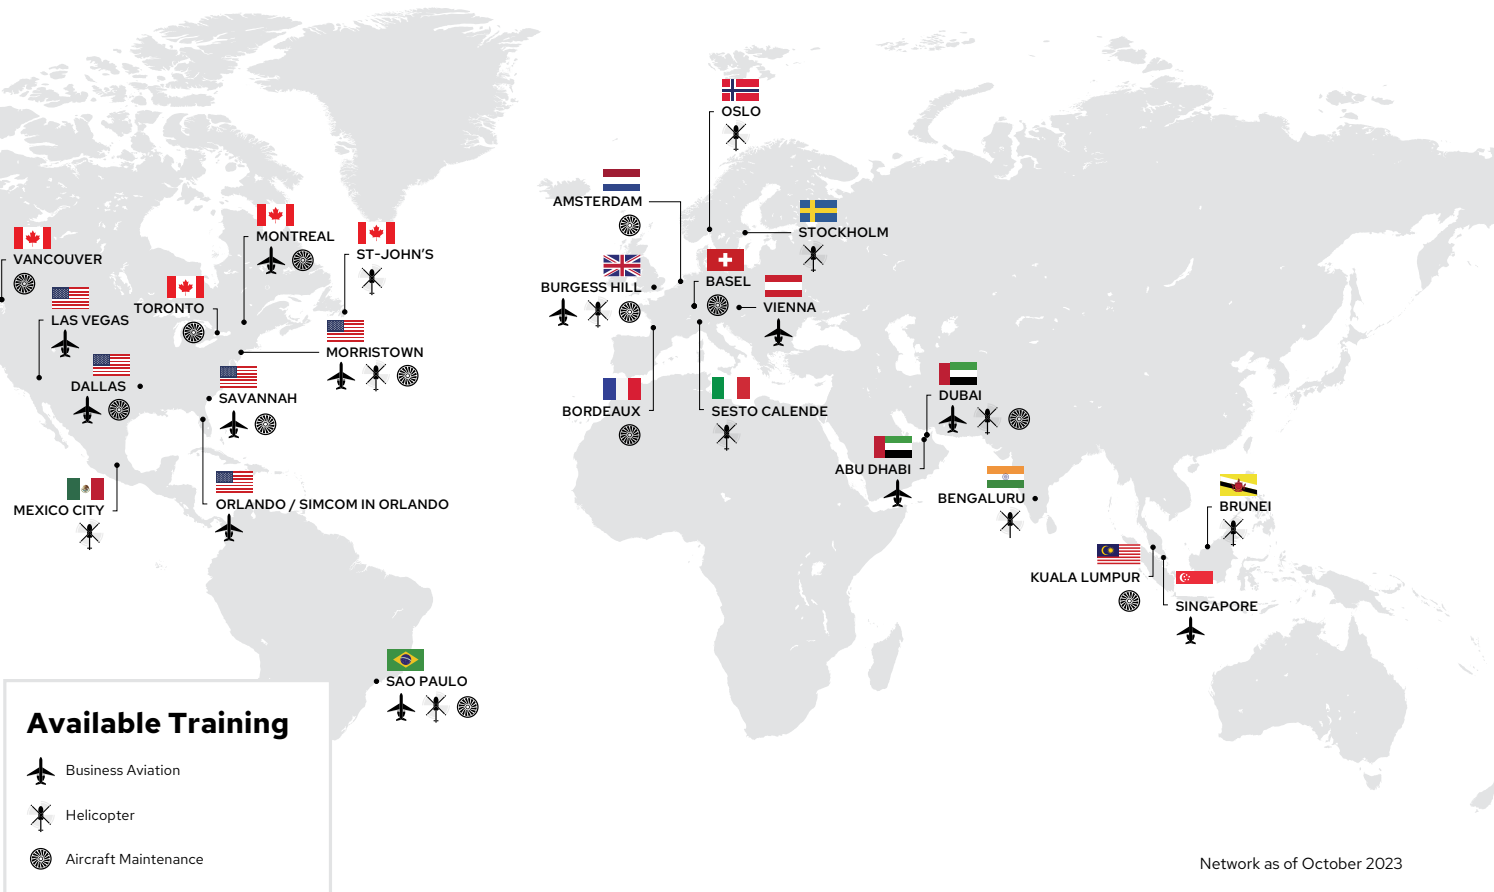 OSLO
AMSTERDAM
STOCKHOLM
MONTREAL
ST-JOHN'S
VANCOUVER
BASEL
BURGESS HILL
TORONTO
VIENNA
LAS VEGAS
MORRISTOWN
DALLAS
SAVANNAH
DUBAI
BORDEAUX
SESTO CALENDE
ABU DHABI
BENGALURU
MEXICO CITY
ORLANDO / SIMCOM IN ORLANDO
BRUNEI
KUALA LUMPUR
SINGAPORE
SAO PAULO
Available Training
Business Aviation
Helicopter
Aircraft Maintenance
Network as of October 2023